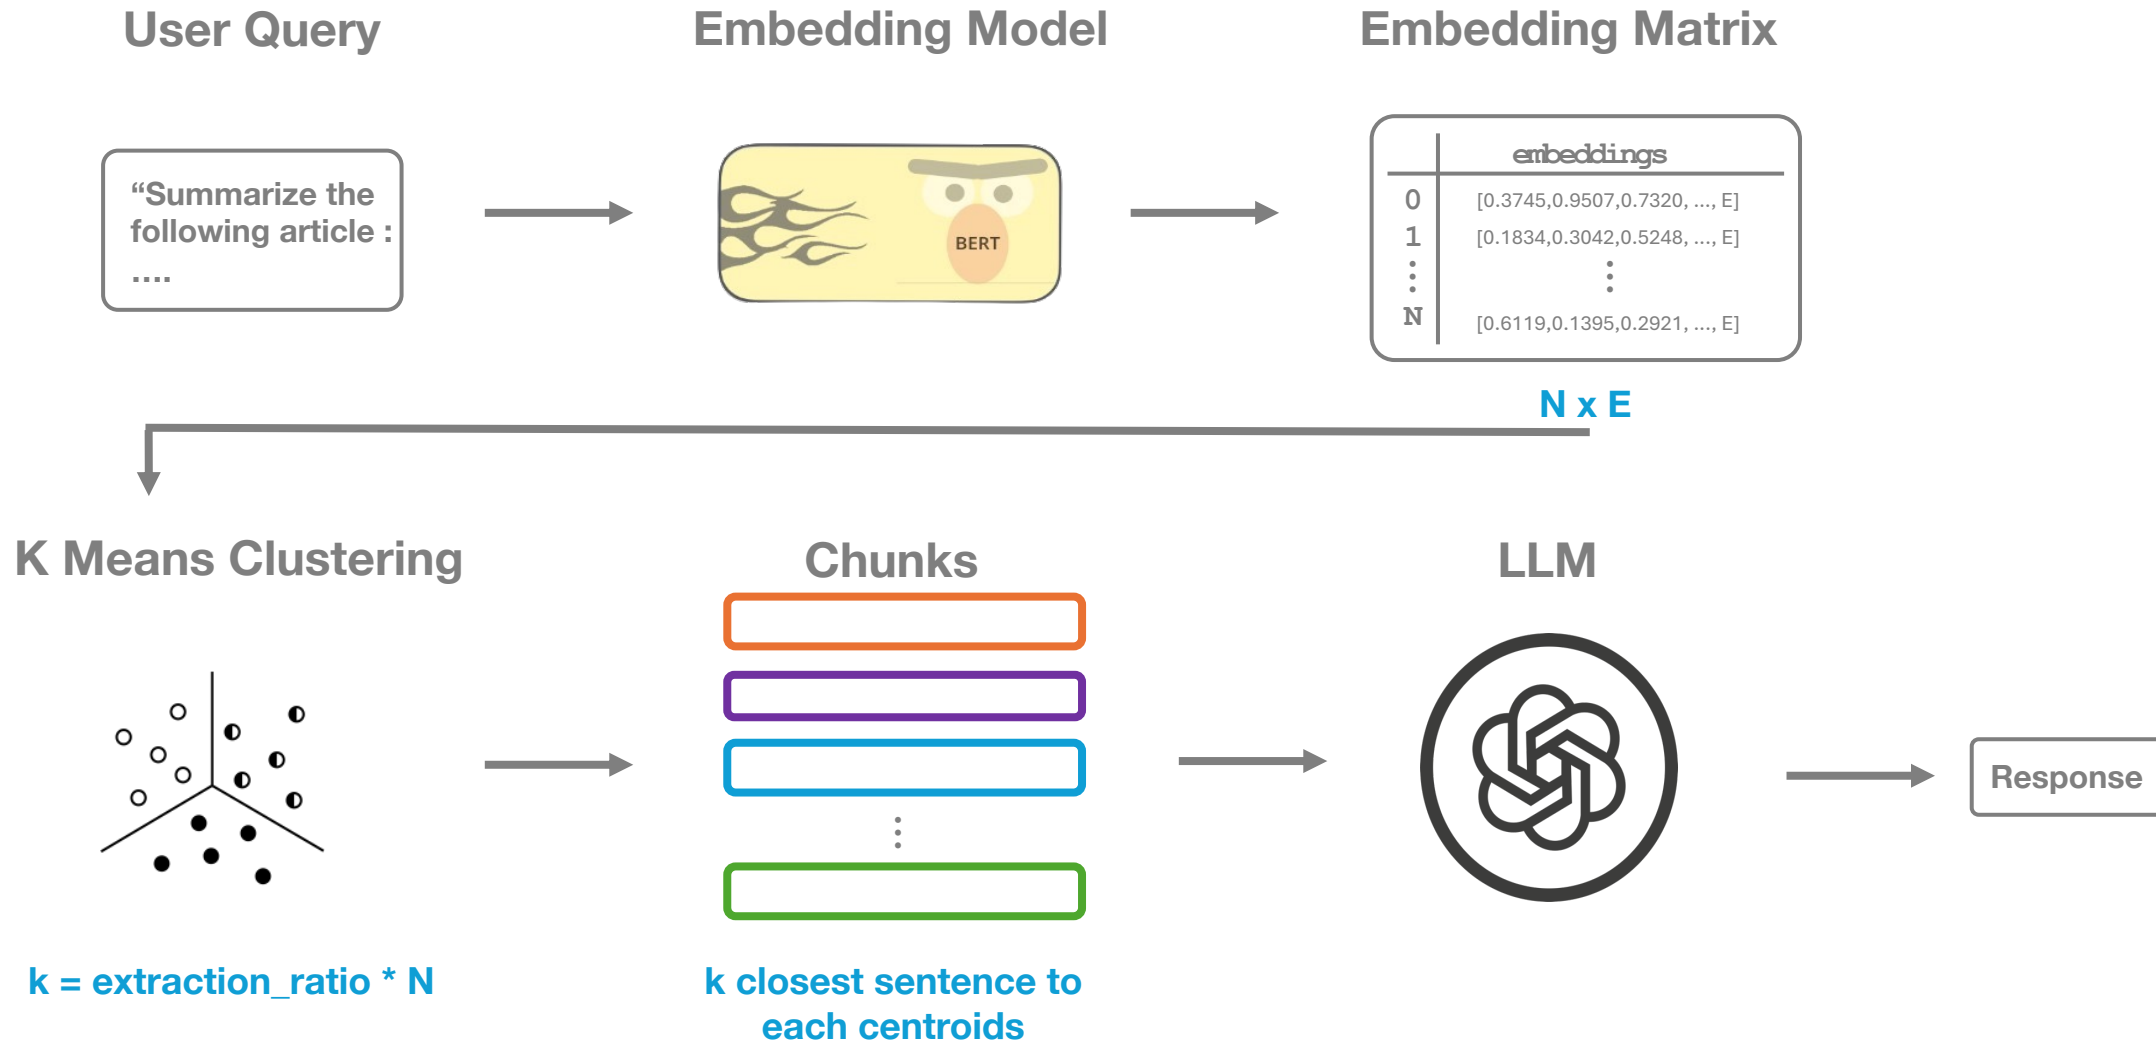 User Query
Embedding Model
Embedding Matrix
“Summarize the
following article :
....
BERT
embeddings
0 [0.3745,0.9507,0.7320, ..., E]
1 [0.1834,0.3042,0.5248, ..., E]
N [0.6119,0.1395,0.2921, ..., E]
N x E
K Means Clustering
Chunks
LLM
Response
k = extraction_ratio * N
k closest sentence to
each centroids